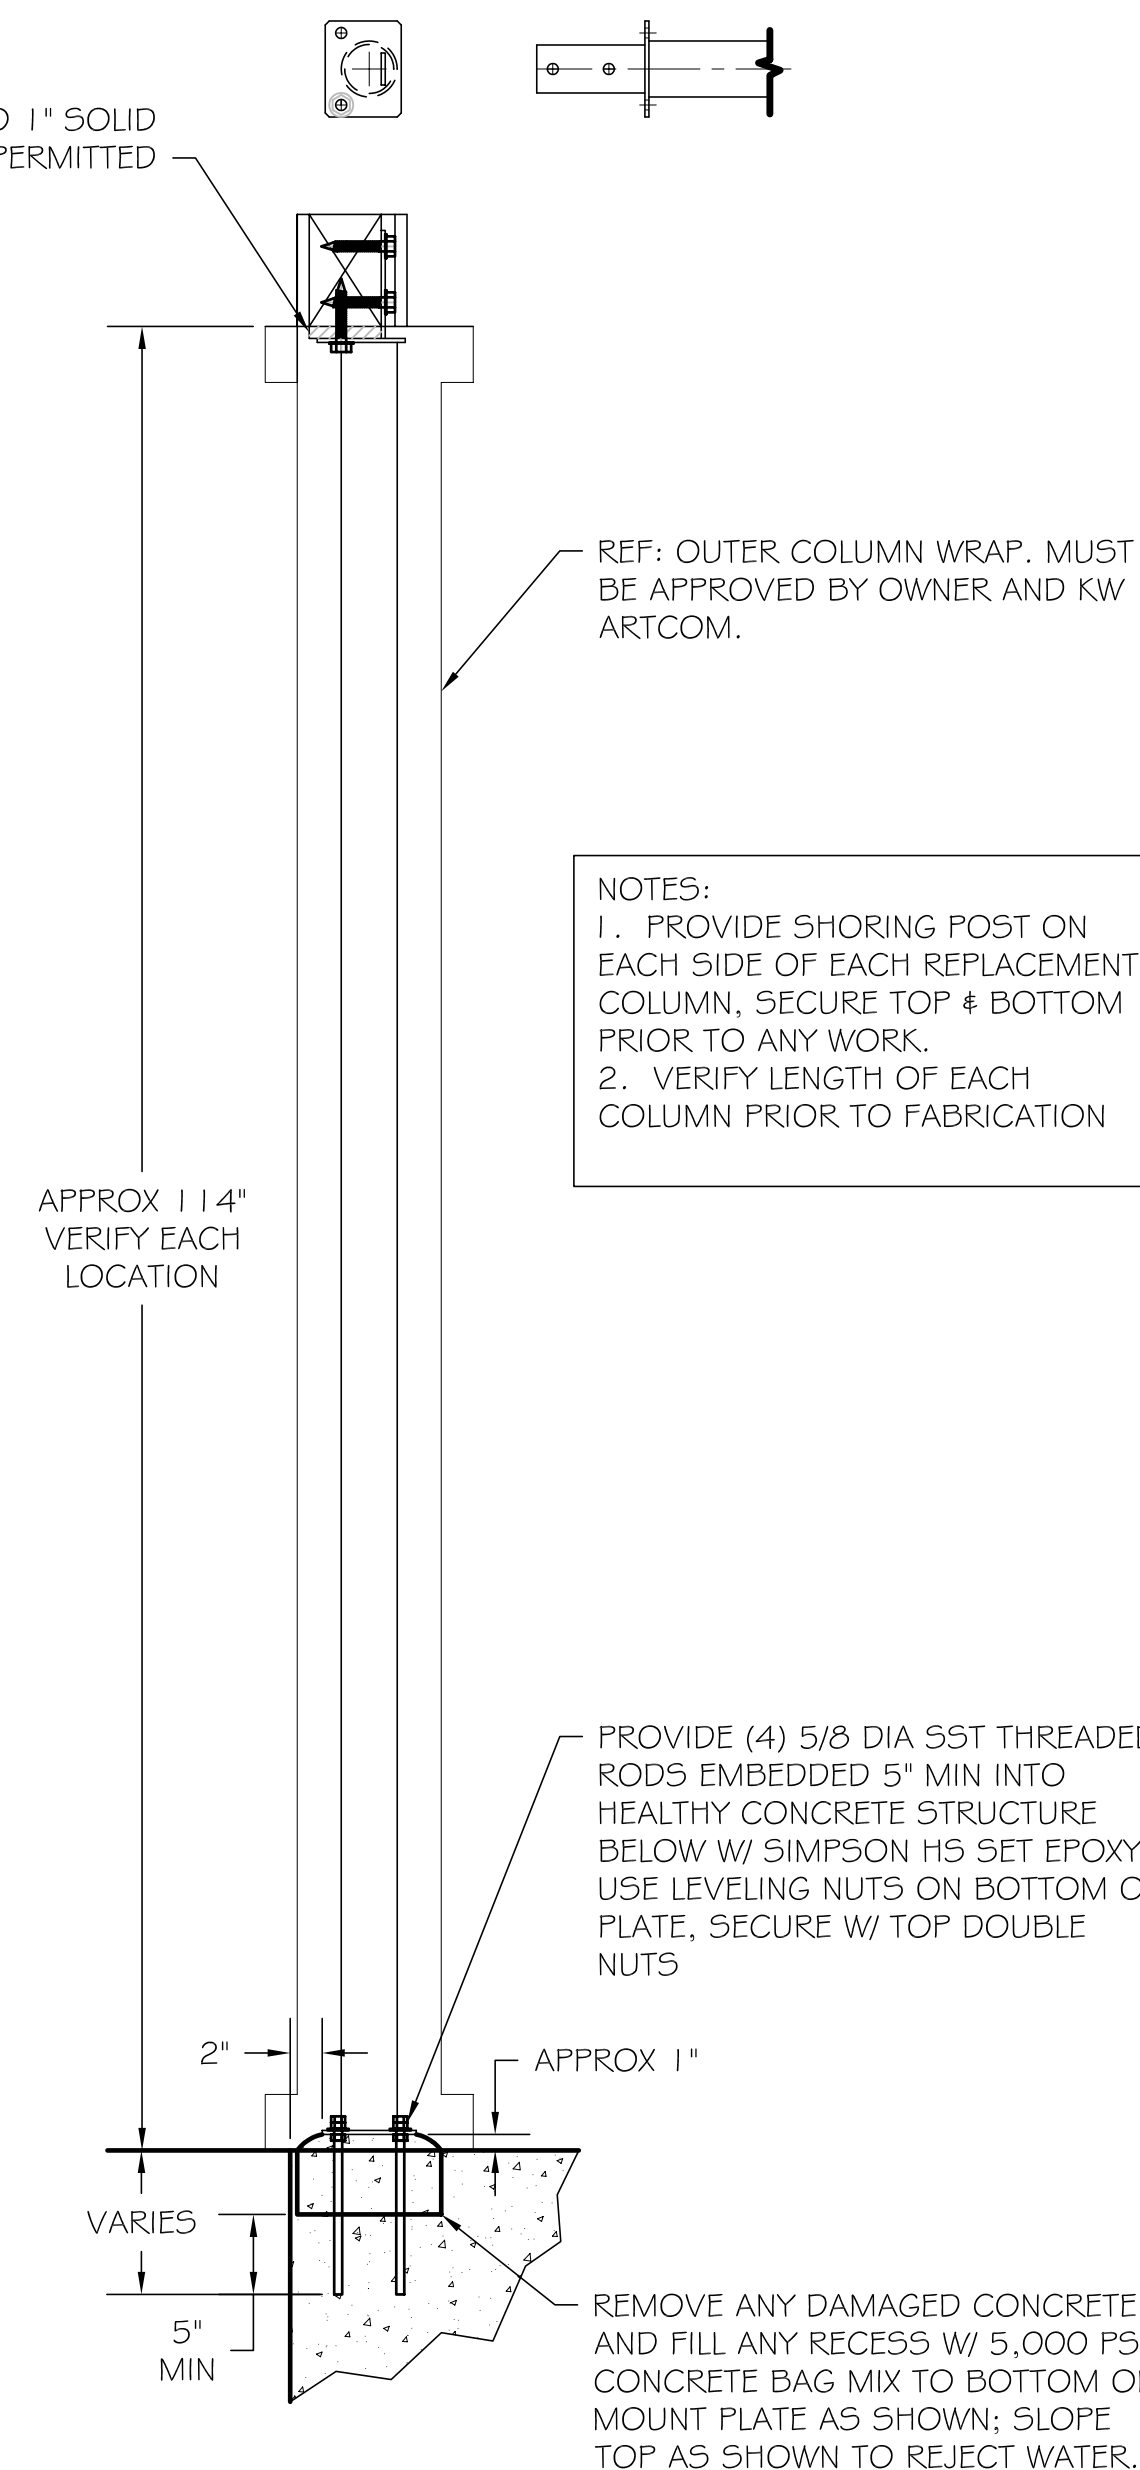 1" SOLID
PERMITTED
REF: OUTER COLUMN WRAP. MUST
BE APPROVED BY OWNER AND KW
ARTCOM.
NOTES:
1. PROVIDE SHORING POST ON
EACH SIDE OF EACH REPLACEMENT
COLUMN, SECURE TOP & BOTTOM
PRIOR TO ANY WORK.
2. VERIFY LENGTH OF EACH
COLUMN PRIOR TO FABRICATION
APPROX 114"
VERIFY EACH
LOCATION
PROVIDE (4) 5/8 DIA SST THREADED
RODS EMBEDDED 5" MIN INTO
HEALTHY CONCRETE STRUCTURE
BELOW W/ SIMPSON HS SET EPOXY
USE LEVELING NUTS ON BOTTOM
PLATE, SECURE W/ TOP DOUBLE
NUTS
2"
APPROX 1"
VARIES
5"
MIN
REMOVE ANY DAMAGED CONCRETE
AND FILL ANY RECESS W/ 5,000 PS
CONCRETE BAG MIX TO BOTTOM
MOUNT PLATE AS SHOWN; SLOPE
TOP AS SHOWN TO REJECT WATER.